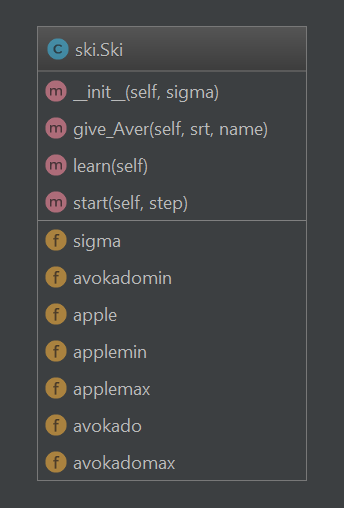 C ski.Ski
m __init__(self, sigma)
m give_Aver(self, srt, name)
m learn(self)
m start(self, step)
f sigma
f avokadomin
f apple
f applemin
f applemax
f avokado
f avokadomax